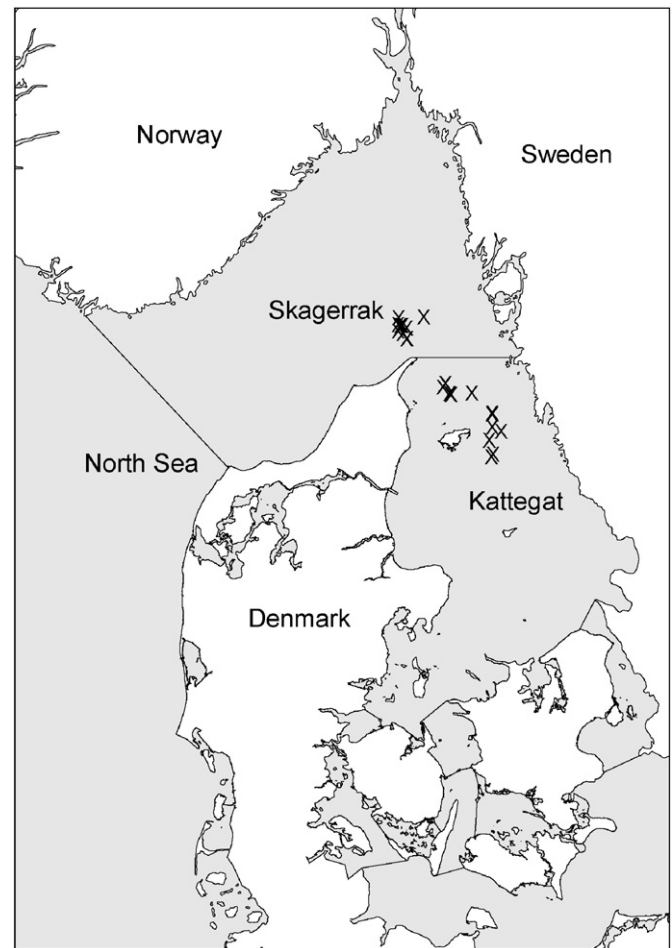 Norway
Sweden
Skagerrak
North Sea
Kattegat
Denmark